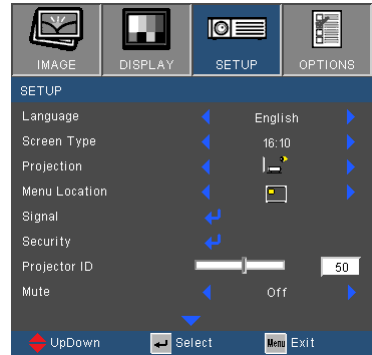 IMAGE DISPLAY SETUP OPTIONS
SETUP
Language English
Screen Type 16:10
Projection
Menu Location
Signal
Security
Projector ID 50
Mute Off
UpDown Select Menu Exit